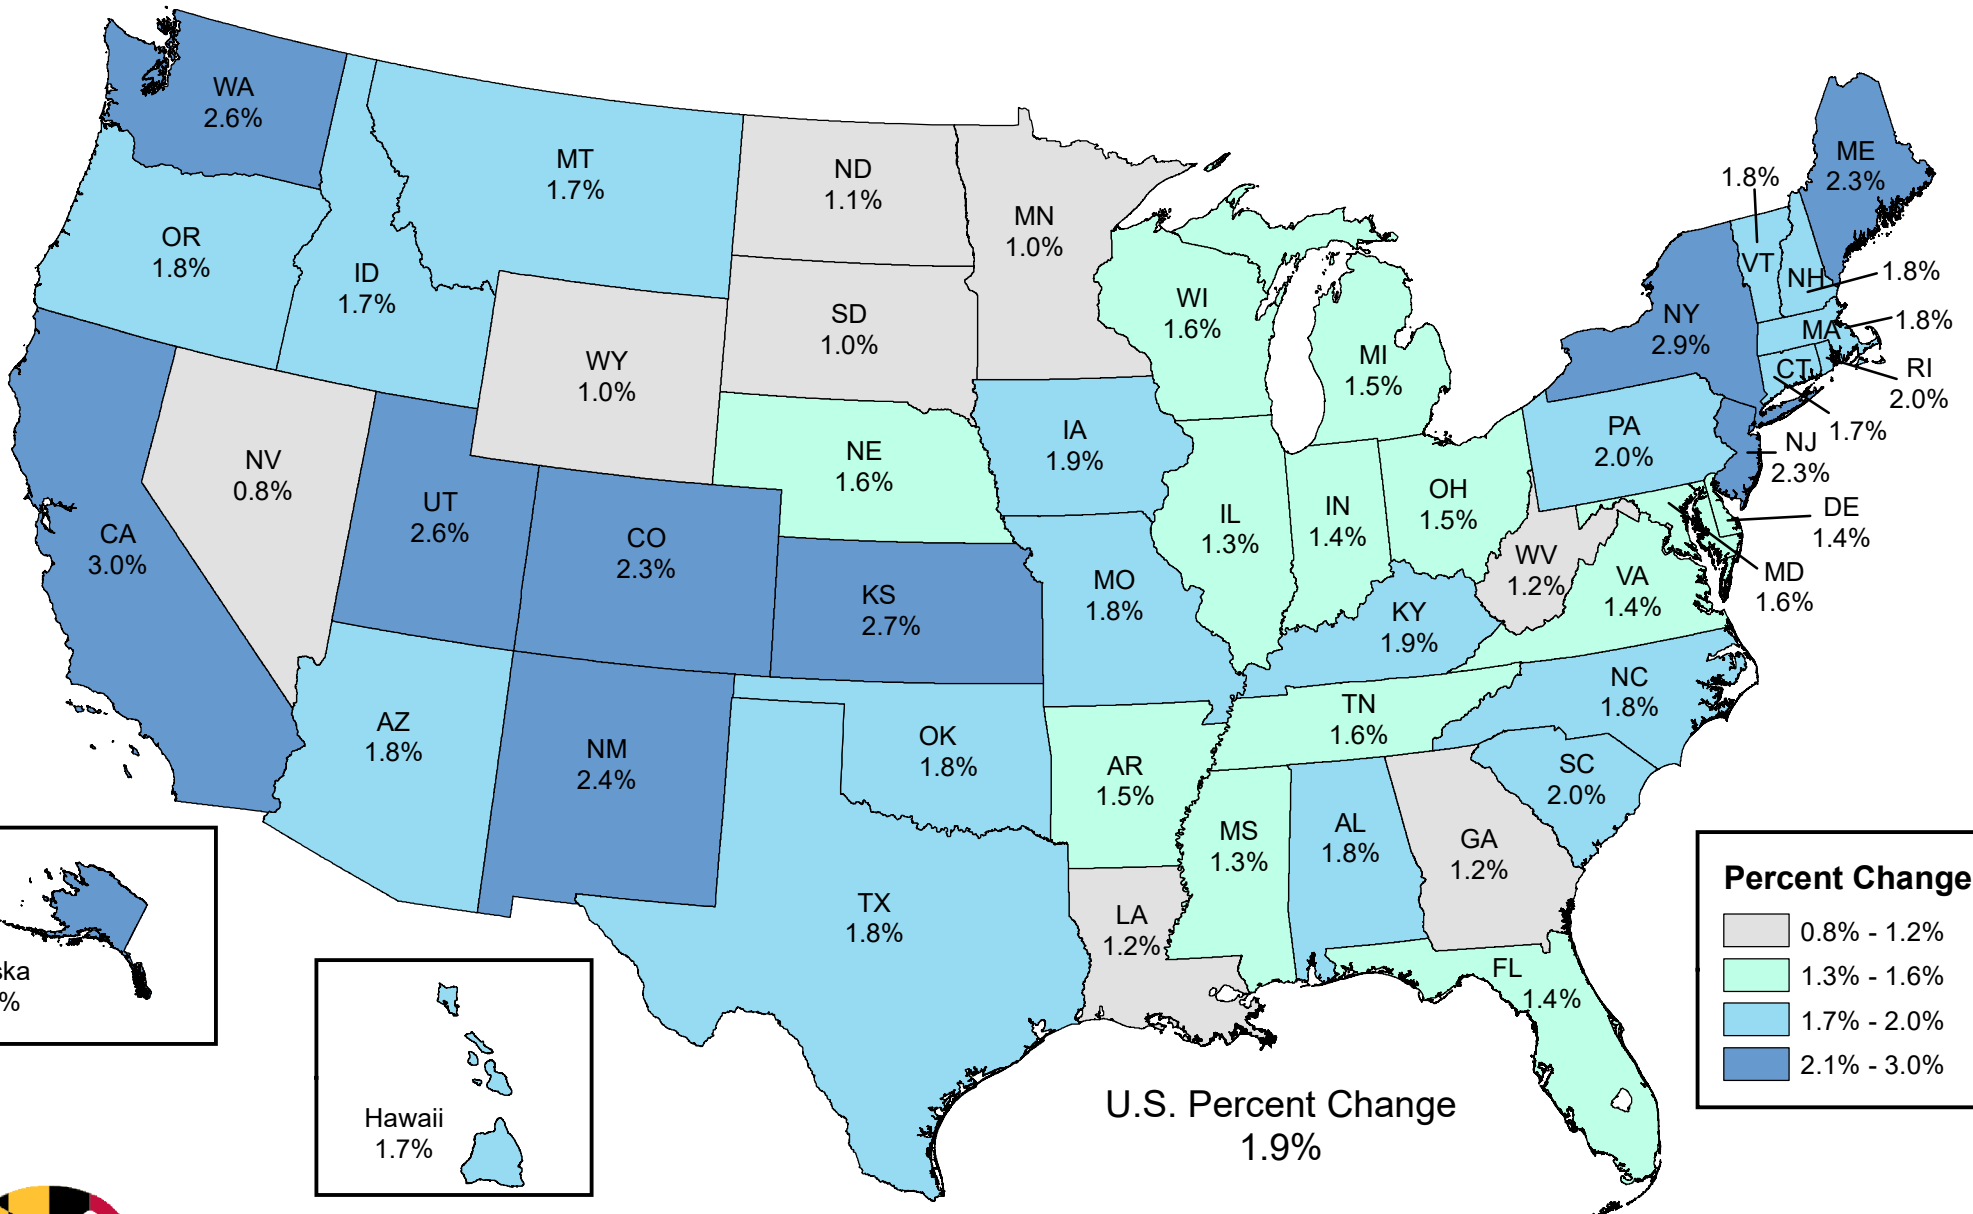 WA
2.6%
MT
1.7%
ND
1.1%
MN
1.0%
ME
2.3%
1.8%
VT
NH
1.8%
OR
1.8%
ID
1.7%
WY
1.0%
SD
1.0%
WI
1.6%
MI
1.5%
NY
2.9%
MA
1.8%
RI
2.0%
CT
1.7%
NV
0.8%
UT
2.6%
CO
2.3%
NE
1.6%
IA
1.9%
IL
1.3%
IN
1.4%
OH
1.5%
PA
2.0%
NJ
2.3%
DE
1.4%
MD
1.6%
CA
3.0%
KS
2.7%
MO
1.8%
KY
1.9%
WV
1.2%
VA
1.4%
NC
1.8%
AZ
1.8%
NM
2.4%
OK
1.8%
AR
1.5%
TN
1.6%
SC
2.0%
TX
1.8%
LA
1.2%
MS
1.3%
AL
1.8%
GA
1.2%
FL
1.4%
ska
%
Hawaii
1.7%
U.S. Percent Change
1.9%
Percent Change
0.8% - 1.2%
1.3% - 1.6%
1.7% - 2.0%
2.1% - 3.0%